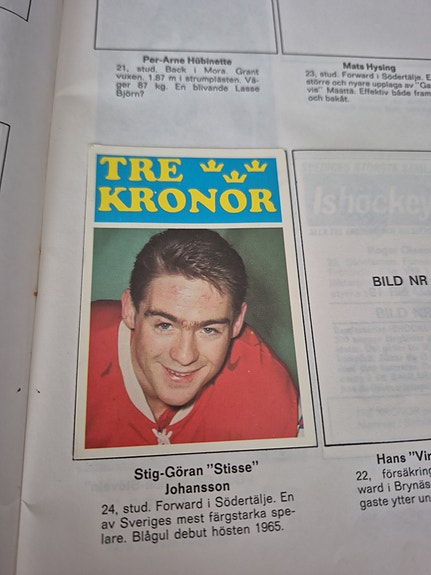 Per-Arne Hübinette
21, stud. Back i Mora. Grant
vuxen, 1.87 m i strumplästen. Vä-
ger 87 kg. En blivande Lasse
Björn?
Mats Hysing
23, stud. Forward i Södertälje. E
större och nyare upplaga av "Ga
vie" Määttä. Effektiv både fram
och bakåt.
TRE
KRONOR
Ishockey
BILD NR
Stig-Göran "Stisse"
Johansson
24, stud. Forward i Södertälje. En
av Sveriges mest färgstarka spe-
lare. Blågul debut hösten 1965.
Hans "Vir
22, försäkring
ward i Brynäs
gaste ytter un